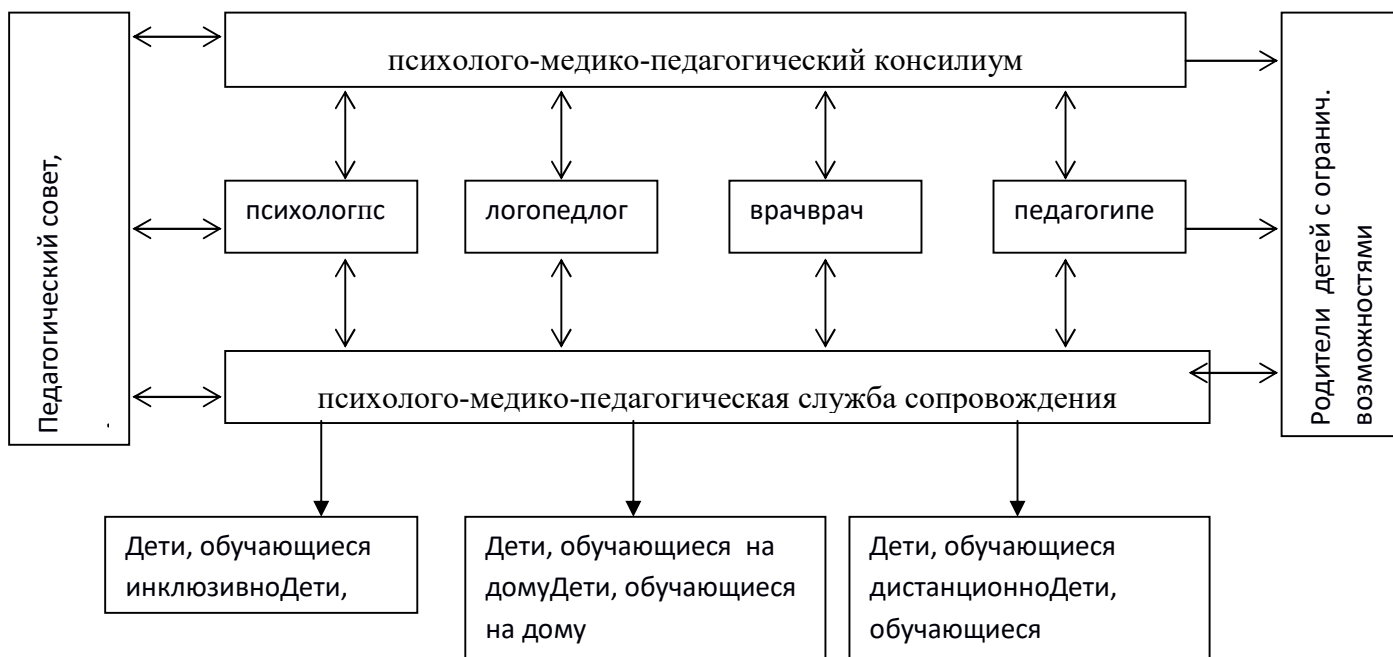 психолого-медико-педагогический консилиум
Педагогический совет,
психологпс
логопедлог
врачврач
педагогипе
Родители детей с огранич.
возможностями
психолого-медико-педагогическая служба сопровождения
Дети, обучающиеся
инклюзивноДети,
Дети, обучающиеся на
домуДети, обучающиеся
на дому
Дети, обучающиеся
дистанционноДети,
обучающиеся